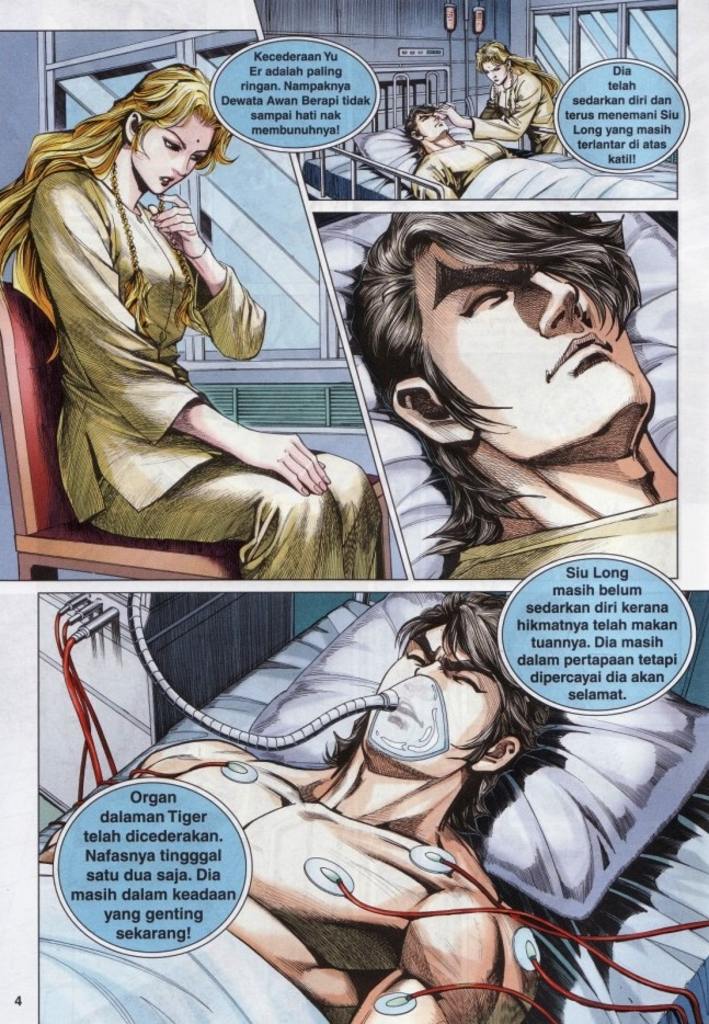 Kecederaan Yu
Er adalah paling
ringan. Nampaknya
Dewata Awan Berapi tidak
sampai hati nak
membunuhnya!
Dia
telah
sedarkan diri dan
terus menemani Siu
Long yang masih
terlantar di atas
katil!
Siu Long
masih belum
sedarkan diri kerana
hikmatnya telah makan
tuannya. Dia masih
dalam pertapaan tetapi
dipercayai dia akan
selamat.
Organ
dalaman Tiger
telah dicederakan.
Nafasnya tingggal
satu dua saja. Dia
masih dalam keadaan
yang genting
sekarang!
4